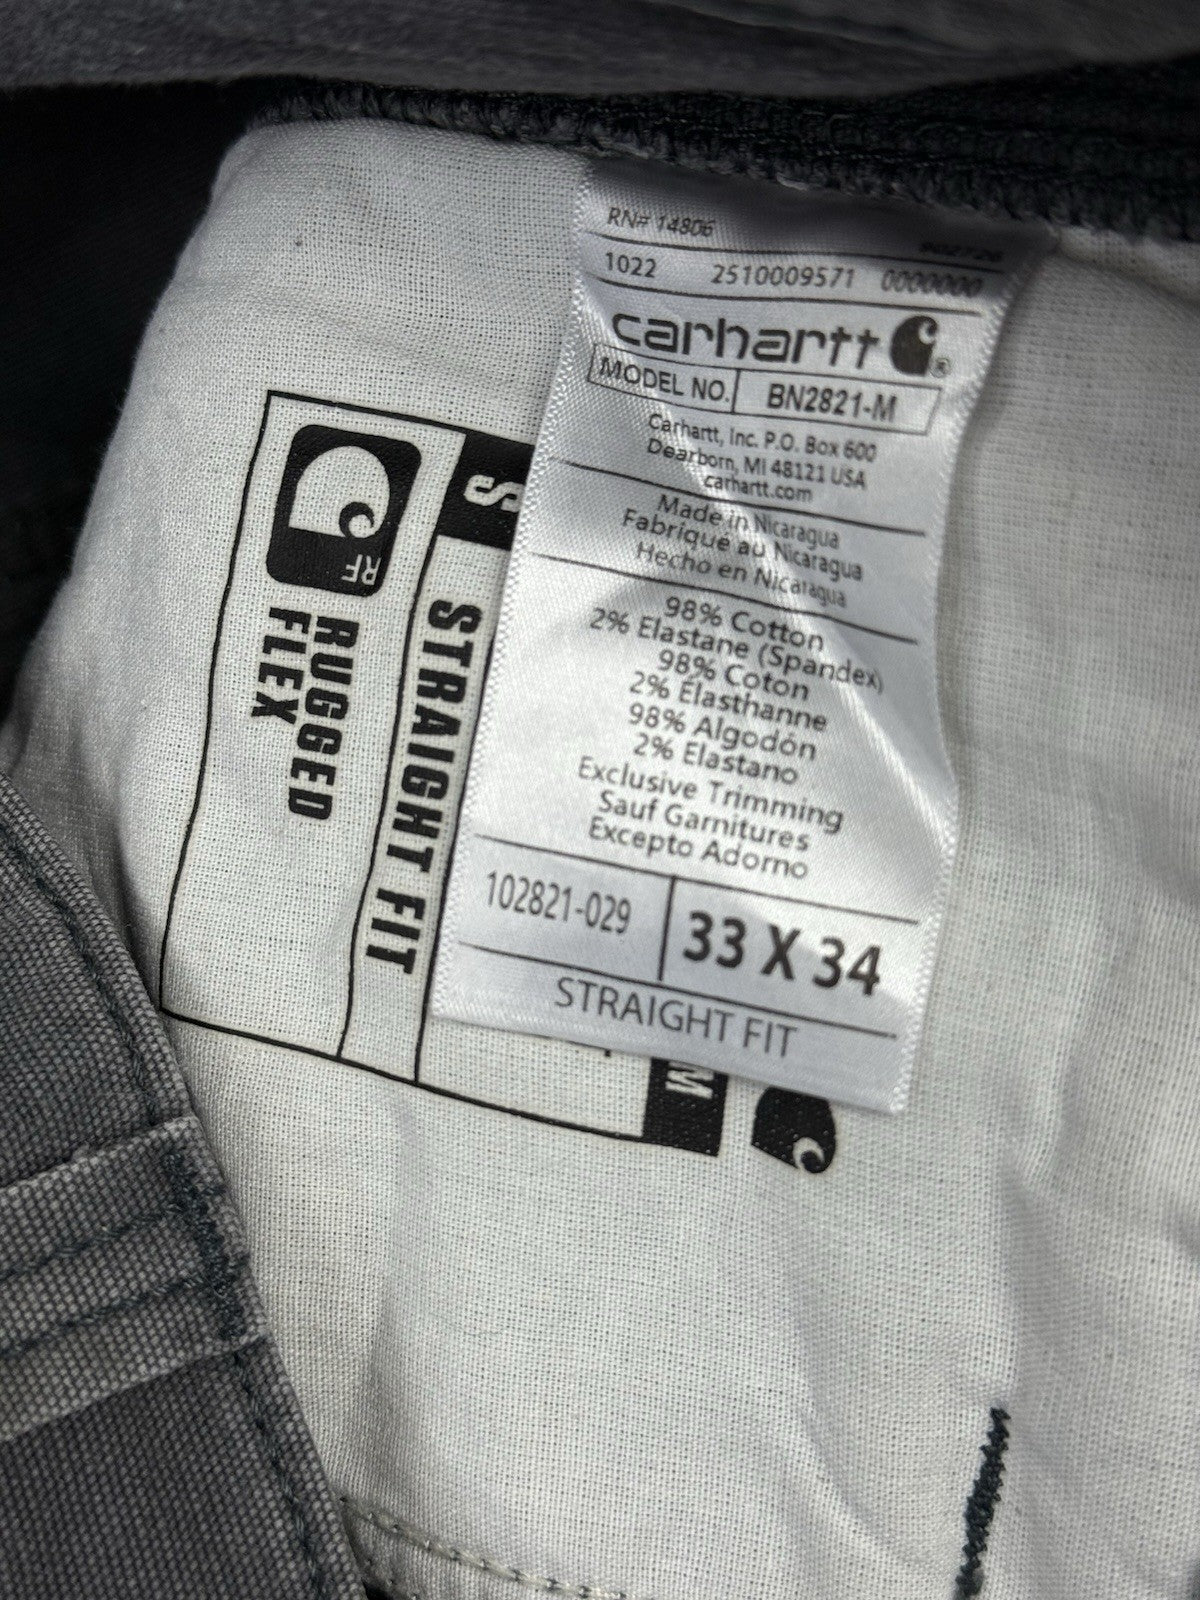 RN# 14806
902726
1022 2510009571 0000000
carhartt
MODEL NO. BN2821-M
Carhartt, Inc. P.O. Box 600
Dearborn, MI 48121 USA
carhartt.com
Made in Nicaragua
Fabriqué au Nicaragua
Hecho en Nicaragua
98% Cotton
2% Elastane (Spandex)
98% Coton
2% Élasthanne
98% Algodón
2% Elastano
Exclusive Trimming
Sauf Garnitures
Excepto Adorno
102821-029 33 X 34
STRAIGHT FIT
S
STRAIGHT FIT
RF
RUGGED
FLEX
M